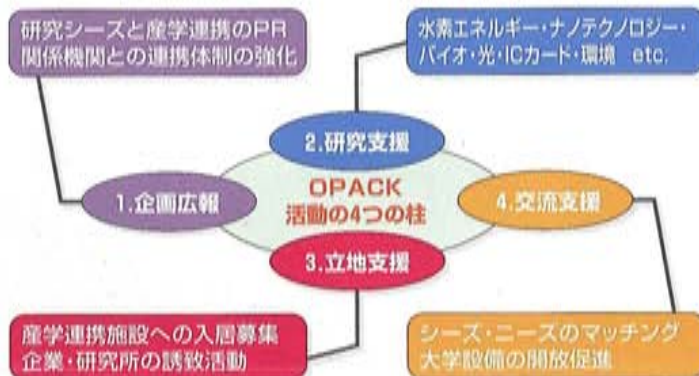 研究シーズと産学連携のPR
関係機関との連携体制の強化
水素エネルギー・ナノテクノロジー・
バイオ・光・ICカード・環境 etc.
2.研究支援
1.企画広報
OPACK
活動の4つの柱
4.交流支援
3.立地支援
産学連携施設への入居募集
企業・研究所の誘致活動
シーズ・ニーズのマッチング
大学設備の開放促進